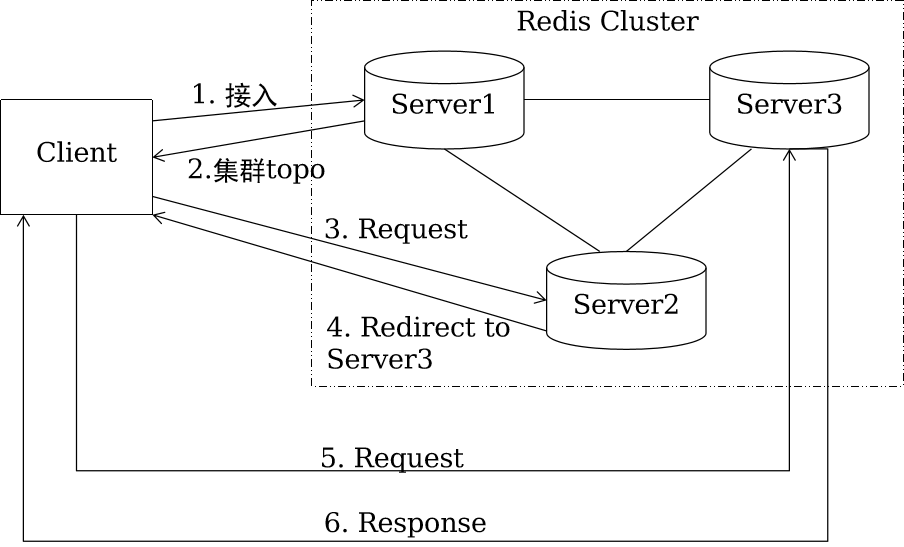 Redis Cluster
1. 接入
Server1
Server3
Client
2.集群topo
3. Request
Server2
4. Redirect to
Server3
5. Request
6. Response